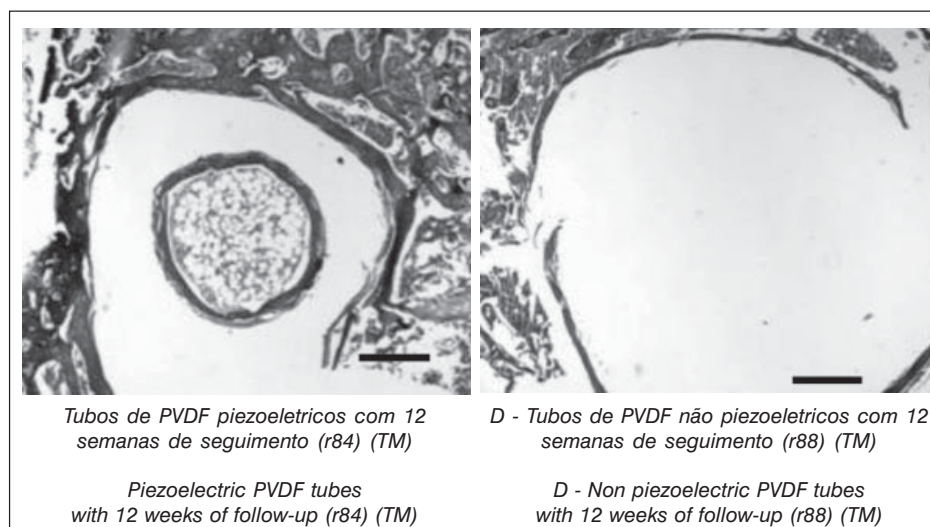 Tubos de PVDF piezoeletricos com 12
semanas de seguimento (r84) (TM)
Piezoelectric PVDF tubes
with 12 weeks of follow-up (r84) (TM)
D - Tubos de PVDF não piezoeletricos com 12
semanas de seguimento (r88) (TM)
D - Non piezoelectric PVDF tubes
with 12 weeks of follow-up (r88) (TM)